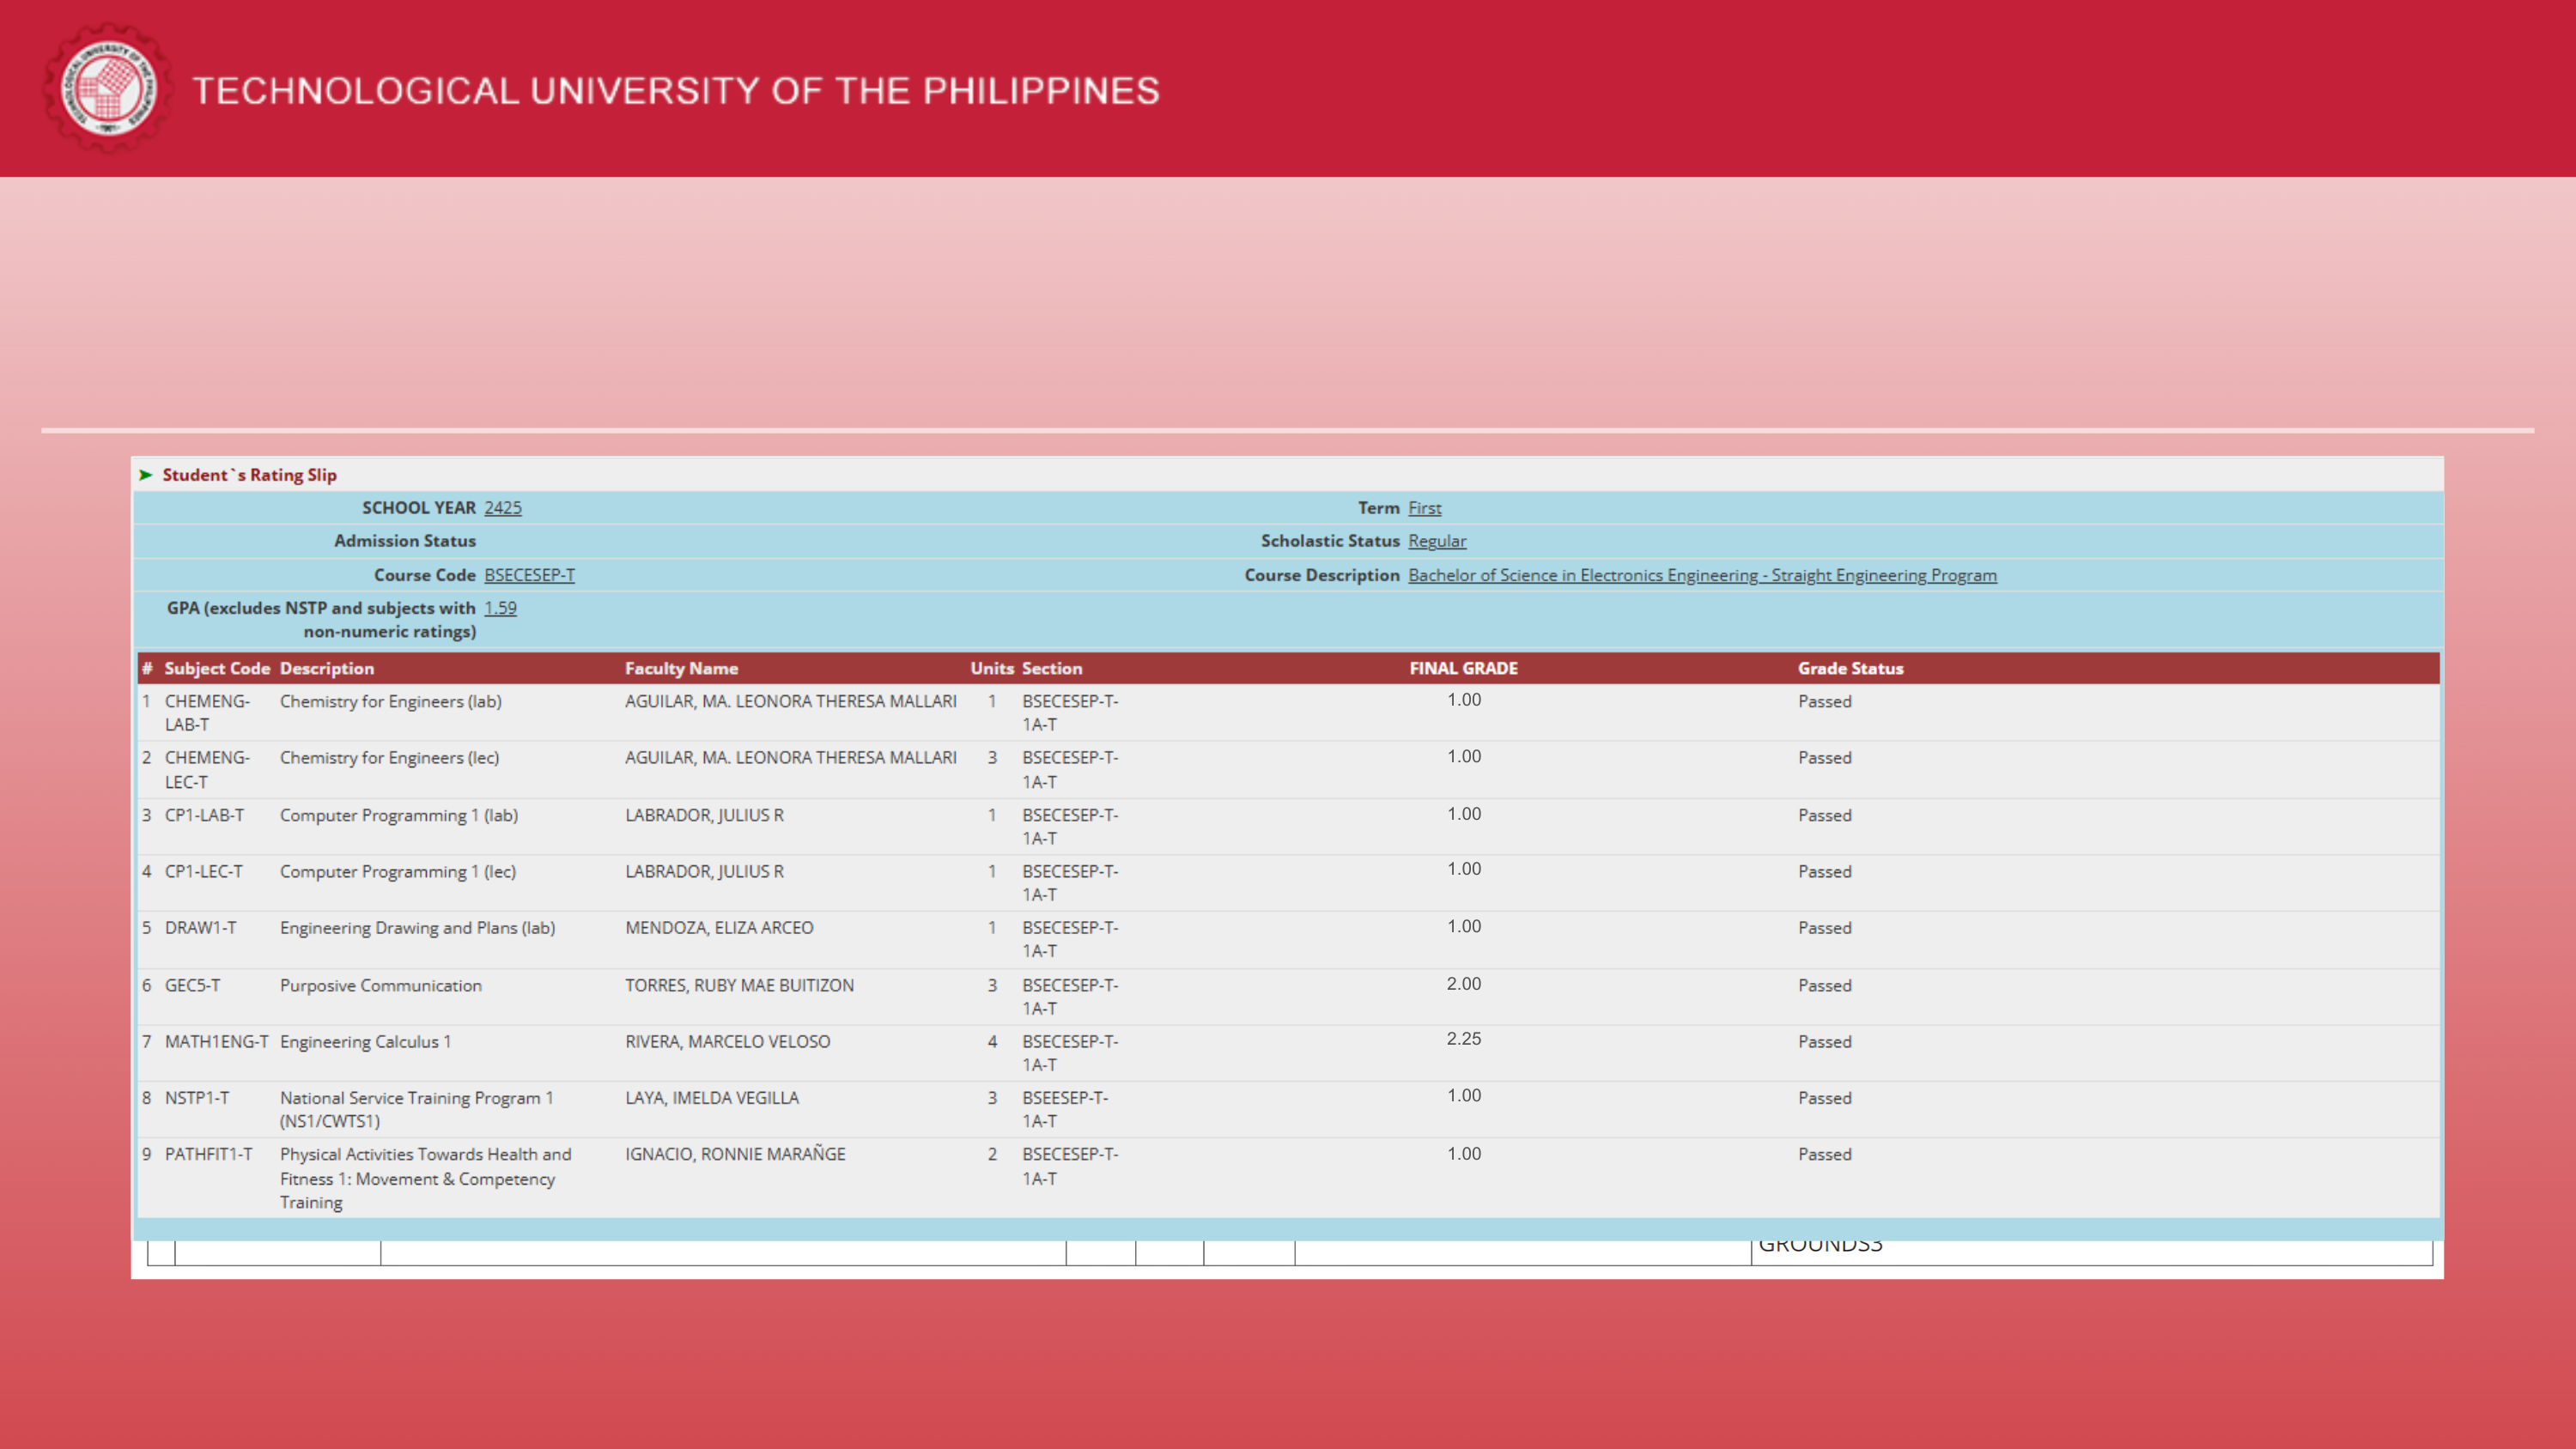 TECHNOLOGICAL UNIVERSITY OF THE PHILIPPINES
➤ Student`s Rating Slip
SCHOOL YEAR 2425 Term First
Admission Status Scholastic Status Regular
Course Code BSECESEP-T Course Description Bachelor of Science in Electronics Engineering - Straight Engineering Program
GPA (excludes NSTP and subjects with 1.59
non-numeric ratings)
# Subject Code Description Faculty Name Units Section FINAL GRADE Grade Status
1 CHEMENG- Chemistry for Engineers (lab) AGUILAR, MA. LEONORA THERESA MALLARI 1 BSECESEP-T- 1.00 Passed
LAB-T 1A-T
2 CHEMENG- Chemistry for Engineers (lec) AGUILAR, MA. LEONORA THERESA MALLARI 3 BSECESEP-T- 1.00 Passed
LEC-T 1A-T
3 CP1-LAB-T Computer Programming 1 (lab) LABRADOR, JULIUS R 1 BSECESEP-T- 1.00 Passed
1A-T
4 CP1-LEC-T Computer Programming 1 (lec) LABRADOR, JULIUS R 1 BSECESEP-T- 1.00 Passed
1A-T
5 DRAW1-T Engineering Drawing and Plans (lab) MENDOZA, ELIZA ARCEO 1 BSECESEP-T- 1.00 Passed
1A-T
6 GEC5-T Purposive Communication TORRES, RUBY MAE BUITIZON 3 BSECESEP-T- 2.00 Passed
1A-T
7 MATH1ENG-T Engineering Calculus 1 RIVERA, MARCELO VELOSO 4 BSECESEP-T- 2.25 Passed
1A-T
8 NSTP1-T National Service Training Program 1 LAYA, IMELDA VEGILLA 3 BSEESEP-T- 1.00 Passed
(NS1/CWTS1) 1A-T
9 PATHFIT1-T Physical Activities Towards Health and IGNACIO, RONNIE MARAÑGE 2 BSECESEP-T- 1.00 Passed
Fitness 1: Movement & Competency 1A-T
Training
GROUNDS3